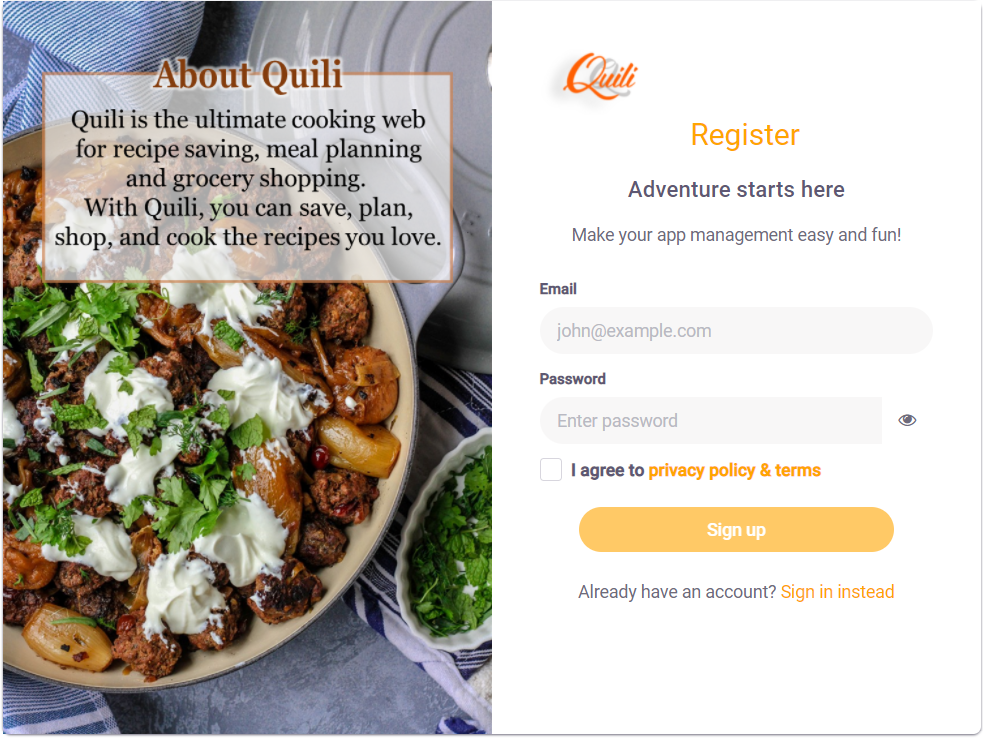 About Quili
Quili is the ultimate cooking web
for recipe saving, meal planning
and grocery shopping.
With Quili, you can save, plan,
shop, and cook the recipes you love.
Quili
Register
Adventure starts here
Make your app management easy and fun!
Email
john@example.com
Password
Enter password
I agree to privacy policy & terms
Sign up
Already have an account? Sign in instead